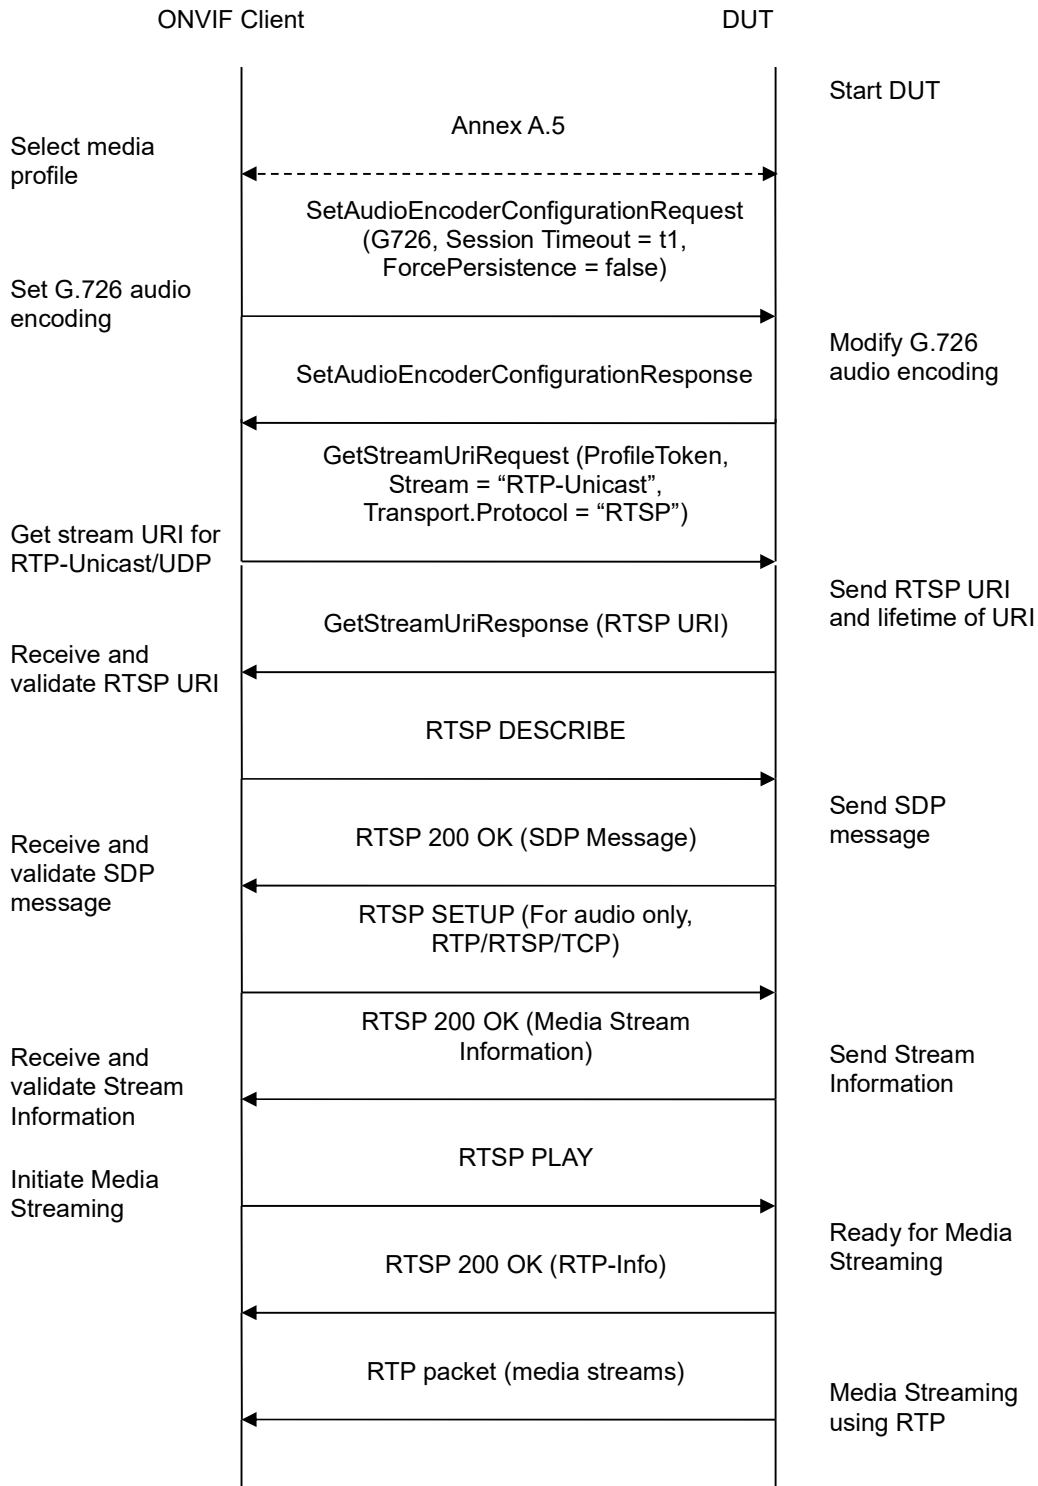 ONVIF Client
DUT
Start DUT
Annex A.5
Select media
profile
SetAudioEncoderConfigurationRequest
(G726, Session Timeout = t1,
ForcePersistence = false)
Set G.726 audio
encoding
Modify G.726
audio encoding
SetAudioEncoderConfigurationResponse
GetStreamUriRequest (ProfileToken,
Stream = “RTP-Unicast”,
Transport.Protocol = “RTSP”)
Get stream URI for
RTP-Unicast/UDP
Send RTSP URI
and lifetime of URI
GetStreamUriResponse (RTSP URI)
Receive and
validate RTSP URI
RTSP DESCRIBE
Send SDP
message
RTSP 200 OK (SDP Message)
Receive and
validate SDP
message
RTSP SETUP (For audio only,
RTP/RTSP/TCP)
RTSP 200 OK (Media Stream
Information)
Send Stream
Information
Receive and
validate Stream
Information
RTSP PLAY
Initiate Media
Streaming
Ready for Media
Streaming
RTSP 200 OK (RTP-Info)
RTP packet (media streams)
Media Streaming
using RTP